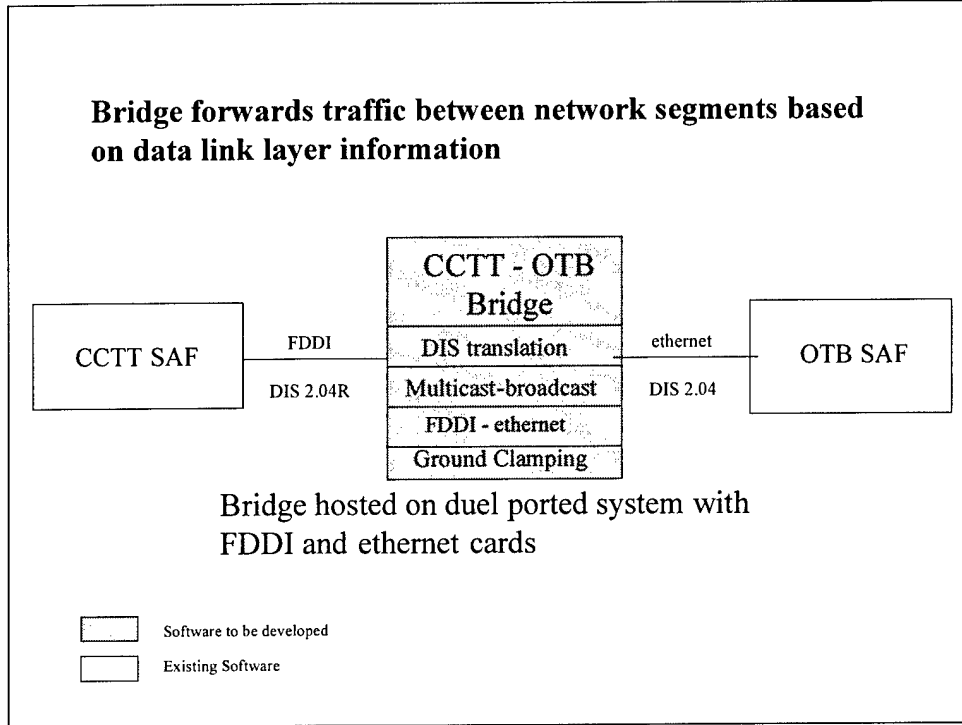 Bridge forwards traffic between network segments based
on data link layer information
CCTT - OTB
Bridge
CCTT SAF
FDDI
DIS 2.04R
DIS translation
Multicast-broadcast
FDDI - ethernet
Ground Clamping
ethernet
DIS 2.04
OTB SAF
Bridge hosted on duel ported system with
FDDI and ethernet cards
Software to be developed
Existing Software